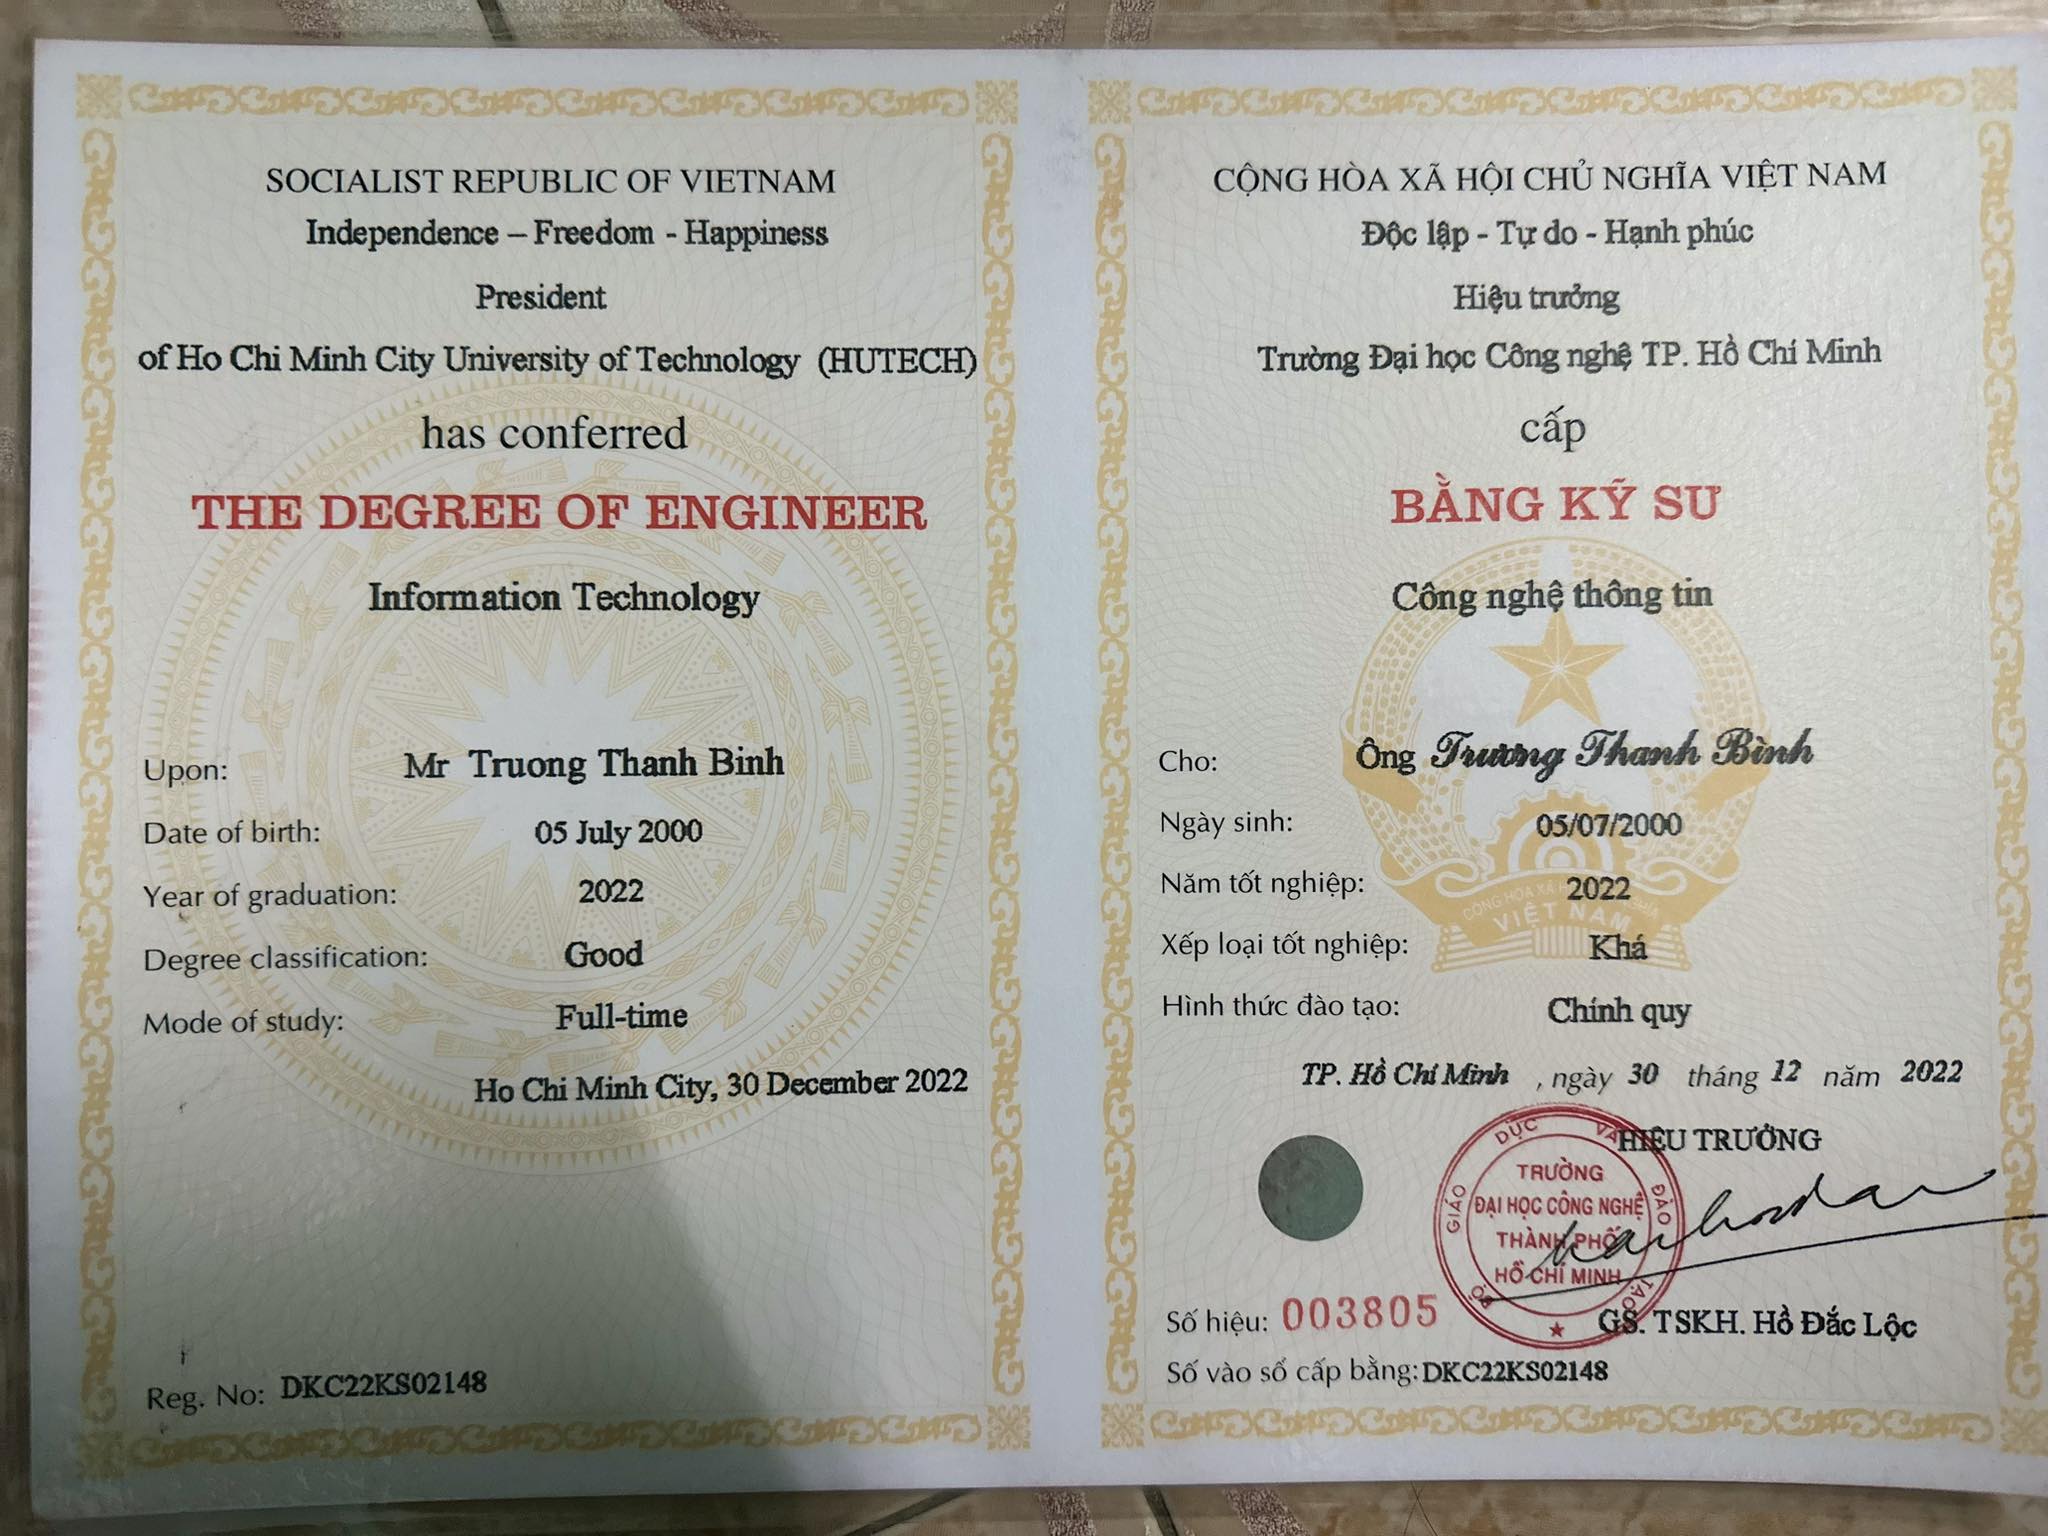 SOCIALIST REPUBLIC OF VIETNAM
Independence – Freedom - Happiness
President
of Ho Chi Minh City University of Technology (HUTECH)
has conferred
THE DEGREE OF ENGINEER
Information Technology
Upon: Mr Truong Thanh Binh
Date of birth: 05 July 2000
Year of graduation: 2022
Degree classification: Good
Mode of study: Full-time
Ho Chi Minh City, 30 December 2022
Reg. No: DKC22KS02148
CỘNG HÒA XÃ HỘI CHỦ NGHĨA VIỆT NAM
Độc lập - Tự do - Hạnh phúc
Hiệu trưởng
Trường Đại học Công nghệ TP. Hồ Chí Minh
cấp
BẰNG KỸ SƯ
Công nghệ thông tin
Cho: Ông Trương Thanh Bình
Ngày sinh: 05/07/2000
Năm tốt nghiệp: 2022
CỘNG HÒA XÃ
VIỆT NAM
Xếp loại tốt nghiệp: Khá
Hình thức đào tạo: Chính quy
TP. Hồ Chí Minh , ngày 30 tháng 12 năm 2022
HIỆU TRƯỞNG
BỘ GIÁO DỤC VÀ ĐÀO TẠO
TRƯỜNG
ĐẠI HỌC CÔNG NGHỆ
THÀNH PHỐ
HỒ CHÍ MINH
Số hiệu: 003805
GS. TSKH. Hồ Đắc Lộc
Số vào sổ cấp bằng: DKC22KS02148